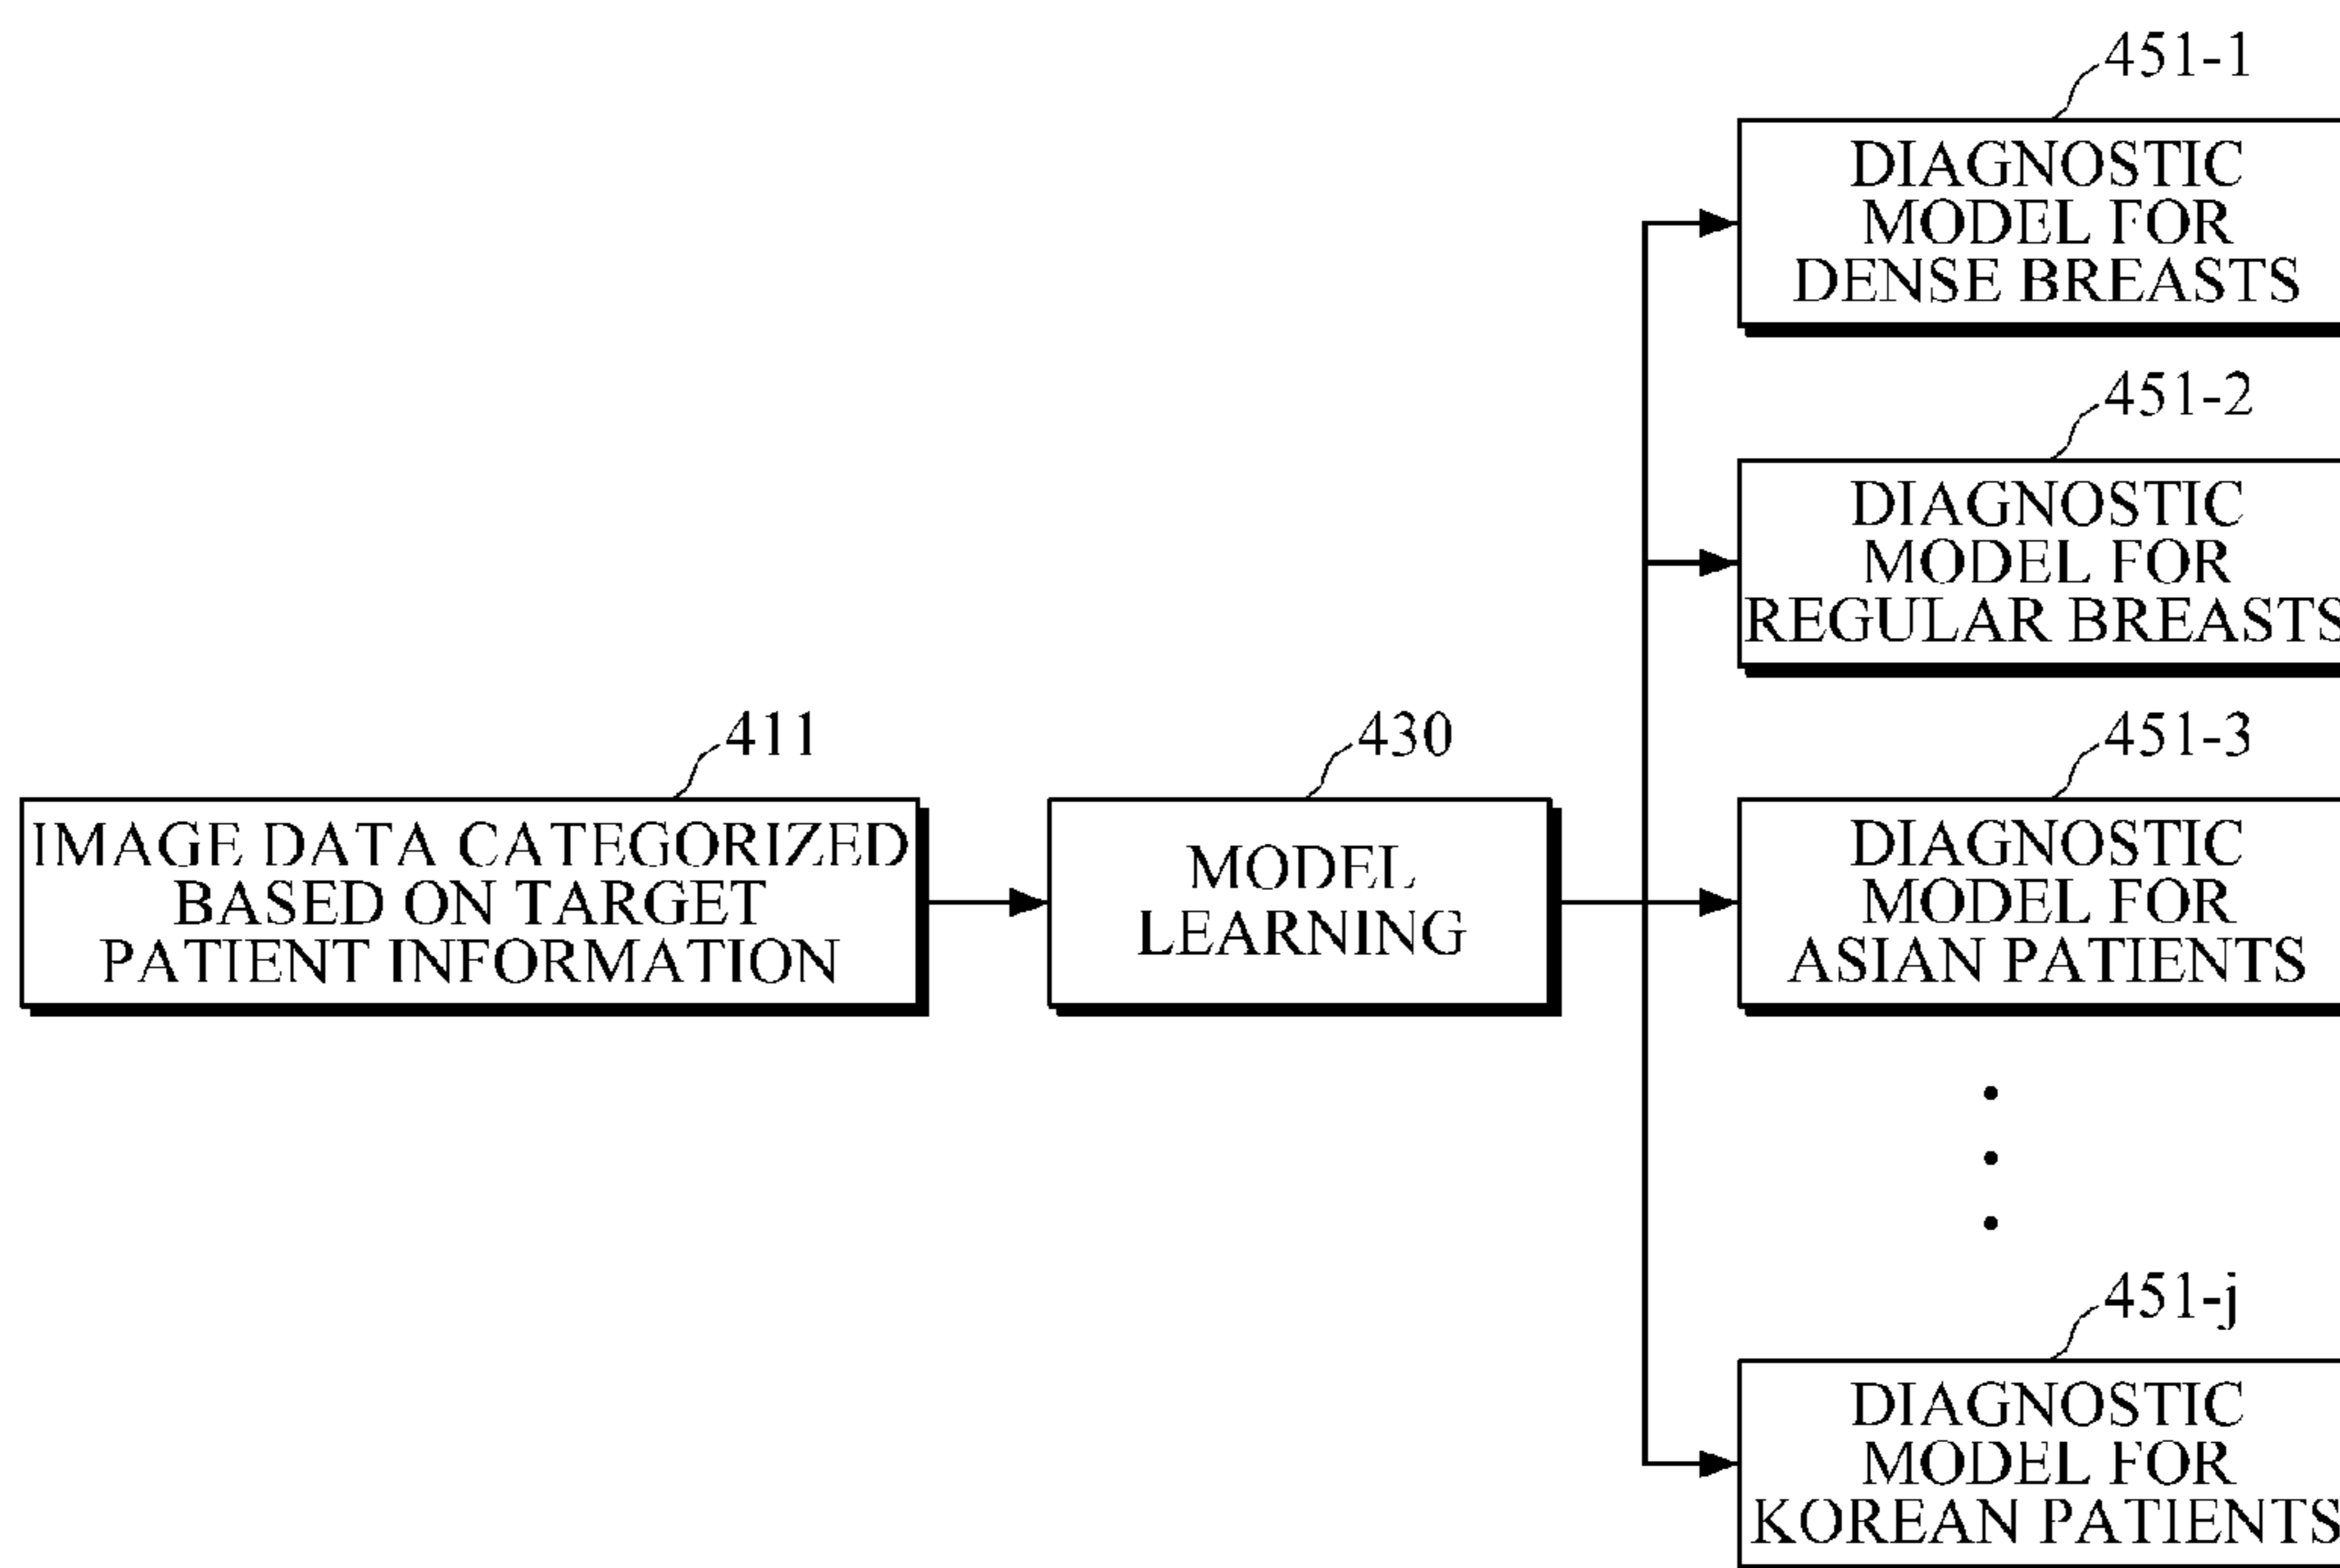 451-1
DIAGNOSTIC
MODEL FOR
DENSE BREASTS
451-2
DIAGNOSTIC
MODEL FOR
REGULAR BREASTS
411
IMAGE DATA CATEGORIZED
BASED ON TARGET
PATIENT INFORMATION
430
MODEL
LEARNING
451-3
DIAGNOSTIC
MODEL FOR
ASIAN PATIENTS
451-j
DIAGNOSTIC
MODEL FOR
KOREAN PATIENTS